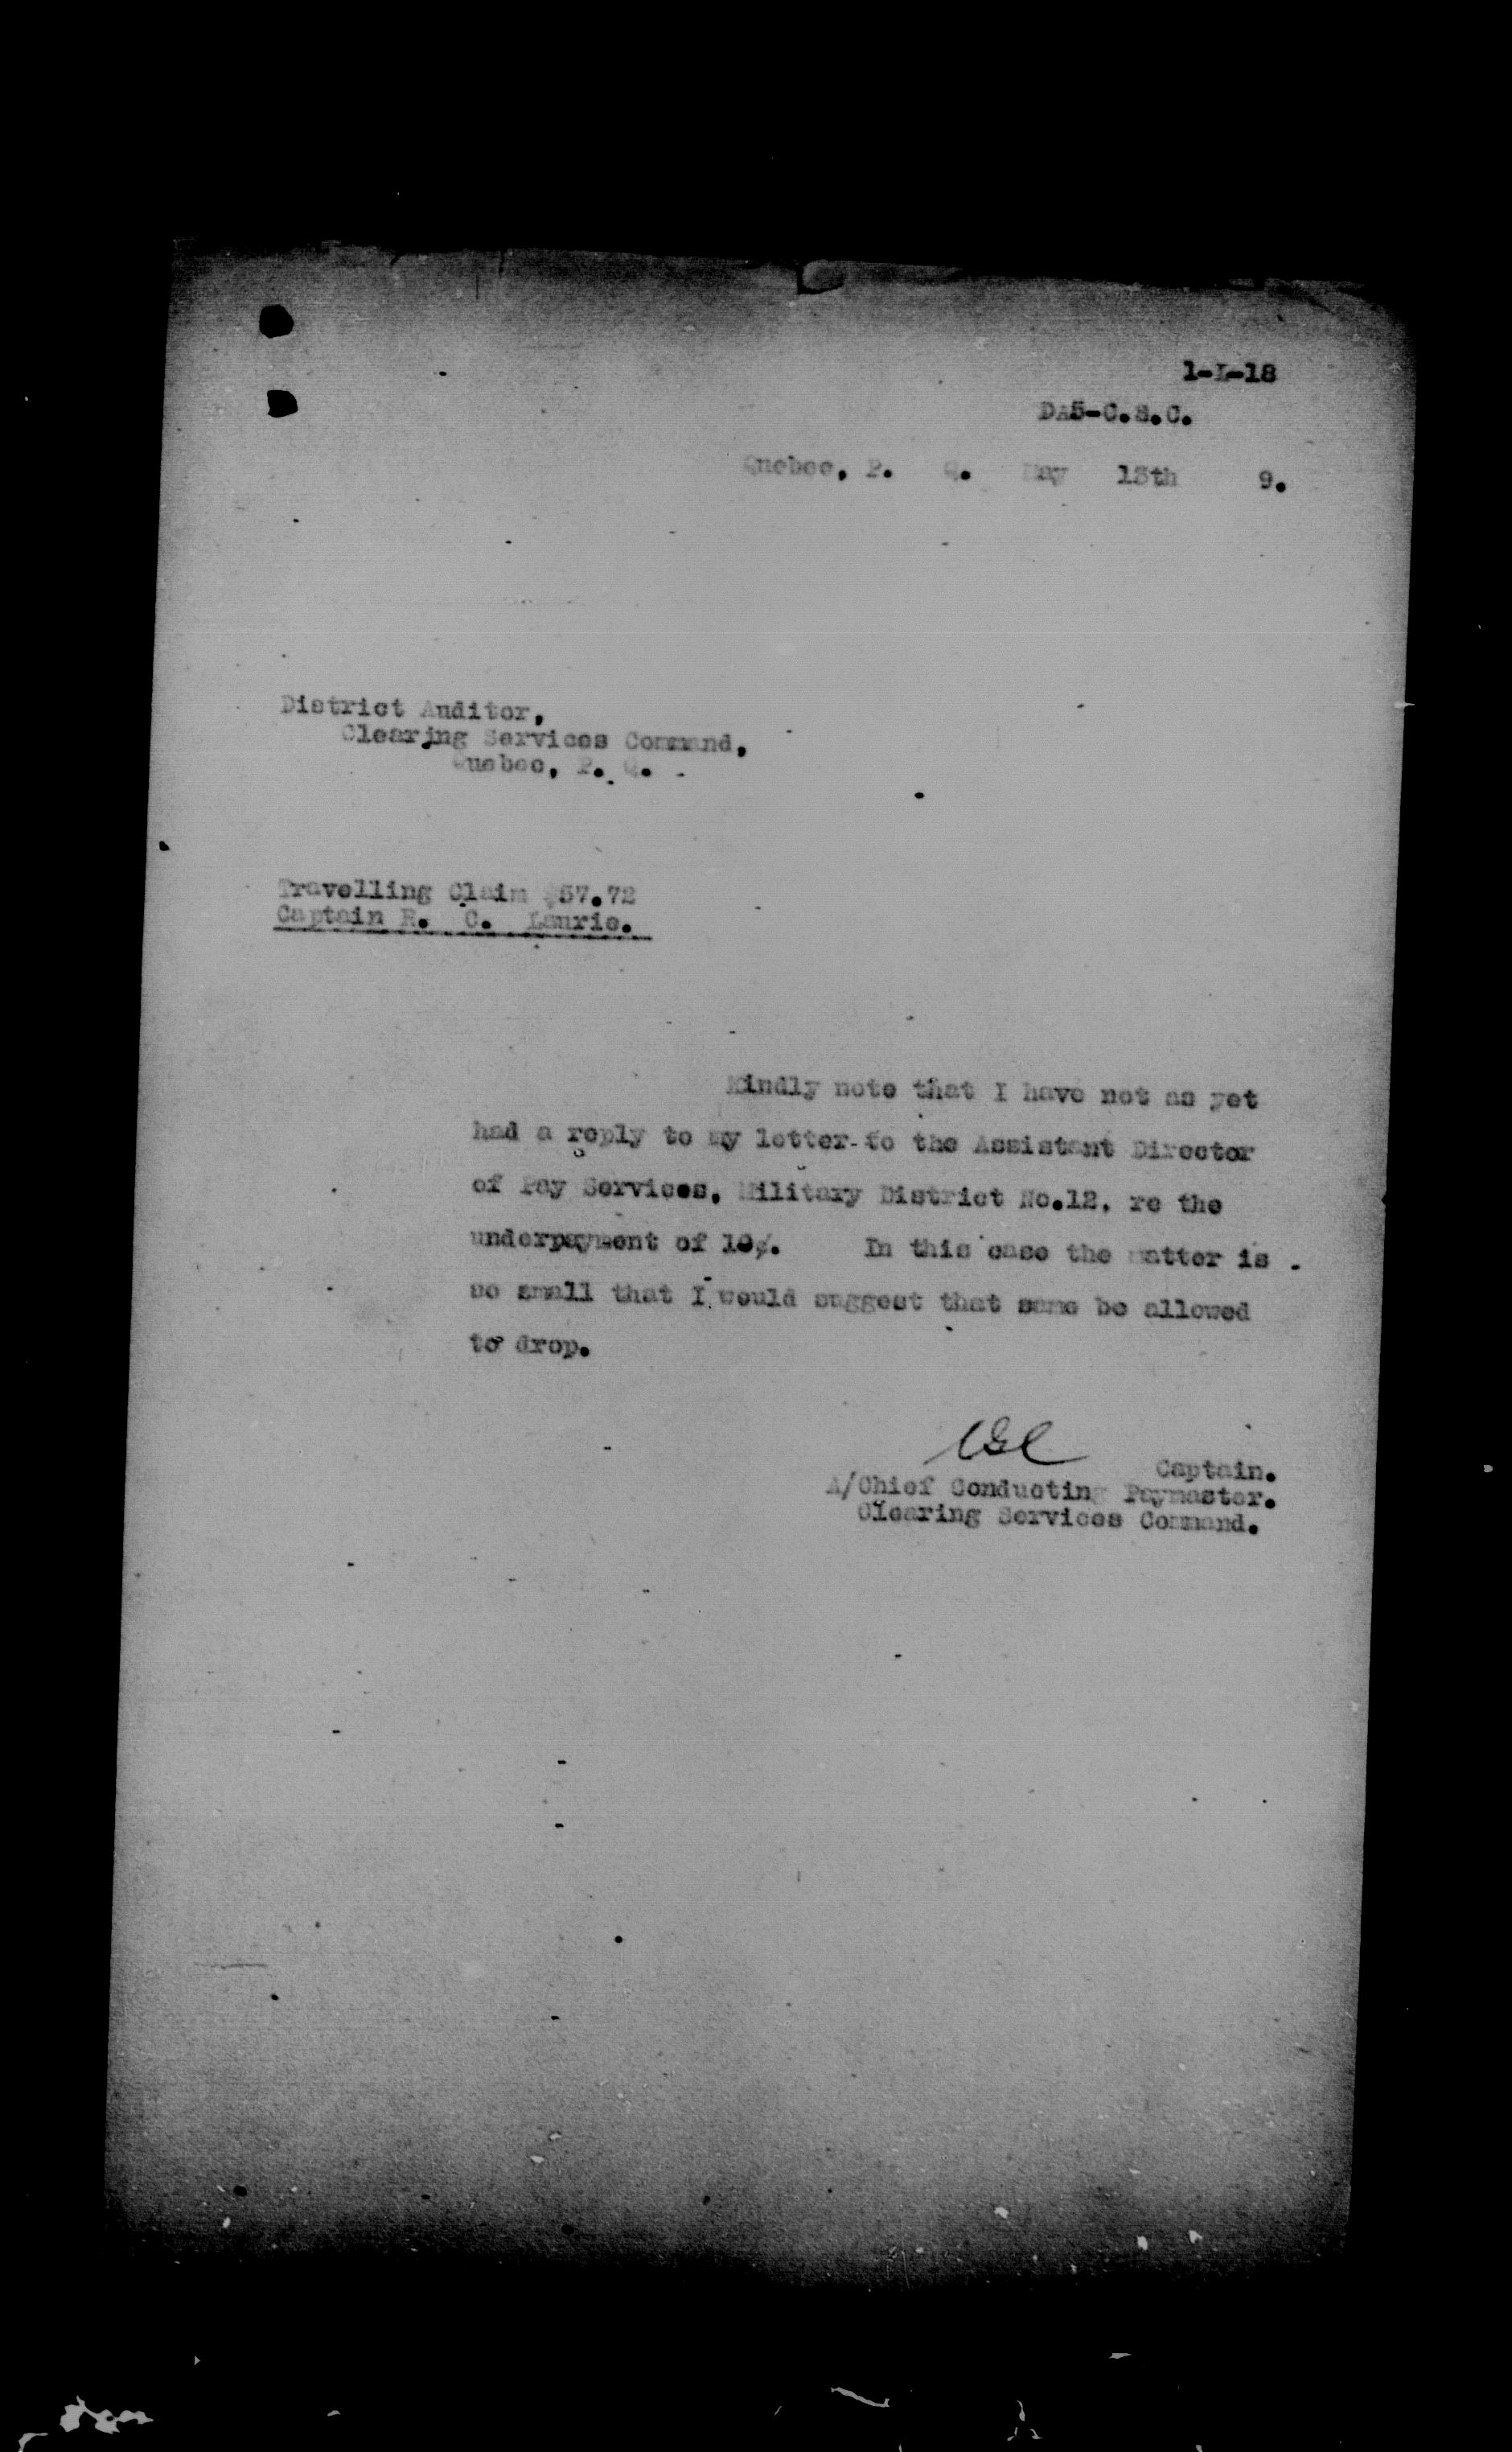 1-L-18
DA5-C.S.C.
Quebec, P. Q. May 13th 9.
District Auditor,
Clearing Services Command,
Quebec, P. Q.
Travelling Claim $57.72
Captain R. C. Laurie.
Kindly note that I have not as yet
had a reply to my letter to the Assistant Director
of Pay Services, Military District No.12, re the
underpayment of 10¢. In this case the matter is
so small that I would suggest that same be allowed
to drop.
Captain.
A/Chief Conducting Paymaster.
Clearing Services Command.